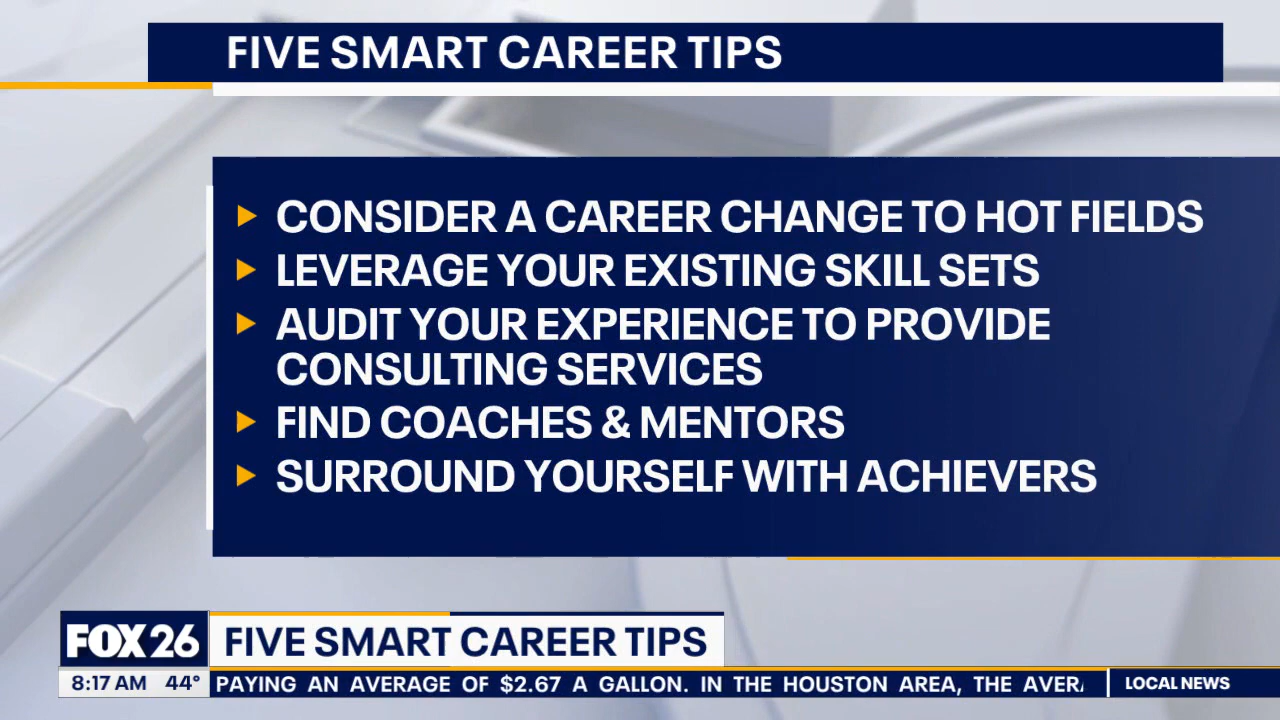 FIVE SMART CAREER TIPS
CONSIDER A CAREER CHANGE TO HOT FIELDS
LEVERAGE YOUR EXISTING SKILL SETS
AUDIT YOUR EXPERIENCE TO PROVIDE
CONSULTING SERVICES
FIND COACHES & MENTORS
SURROUND YOURSELF WITH ACHIEVERS
FOX 26
FIVE SMART CAREER TIPS
8:17 AM 44°
PAYING AN AVERAGE OF $2.67 A GALLON. IN THE HOUSTON AREA, THE
LOCAL NEWS